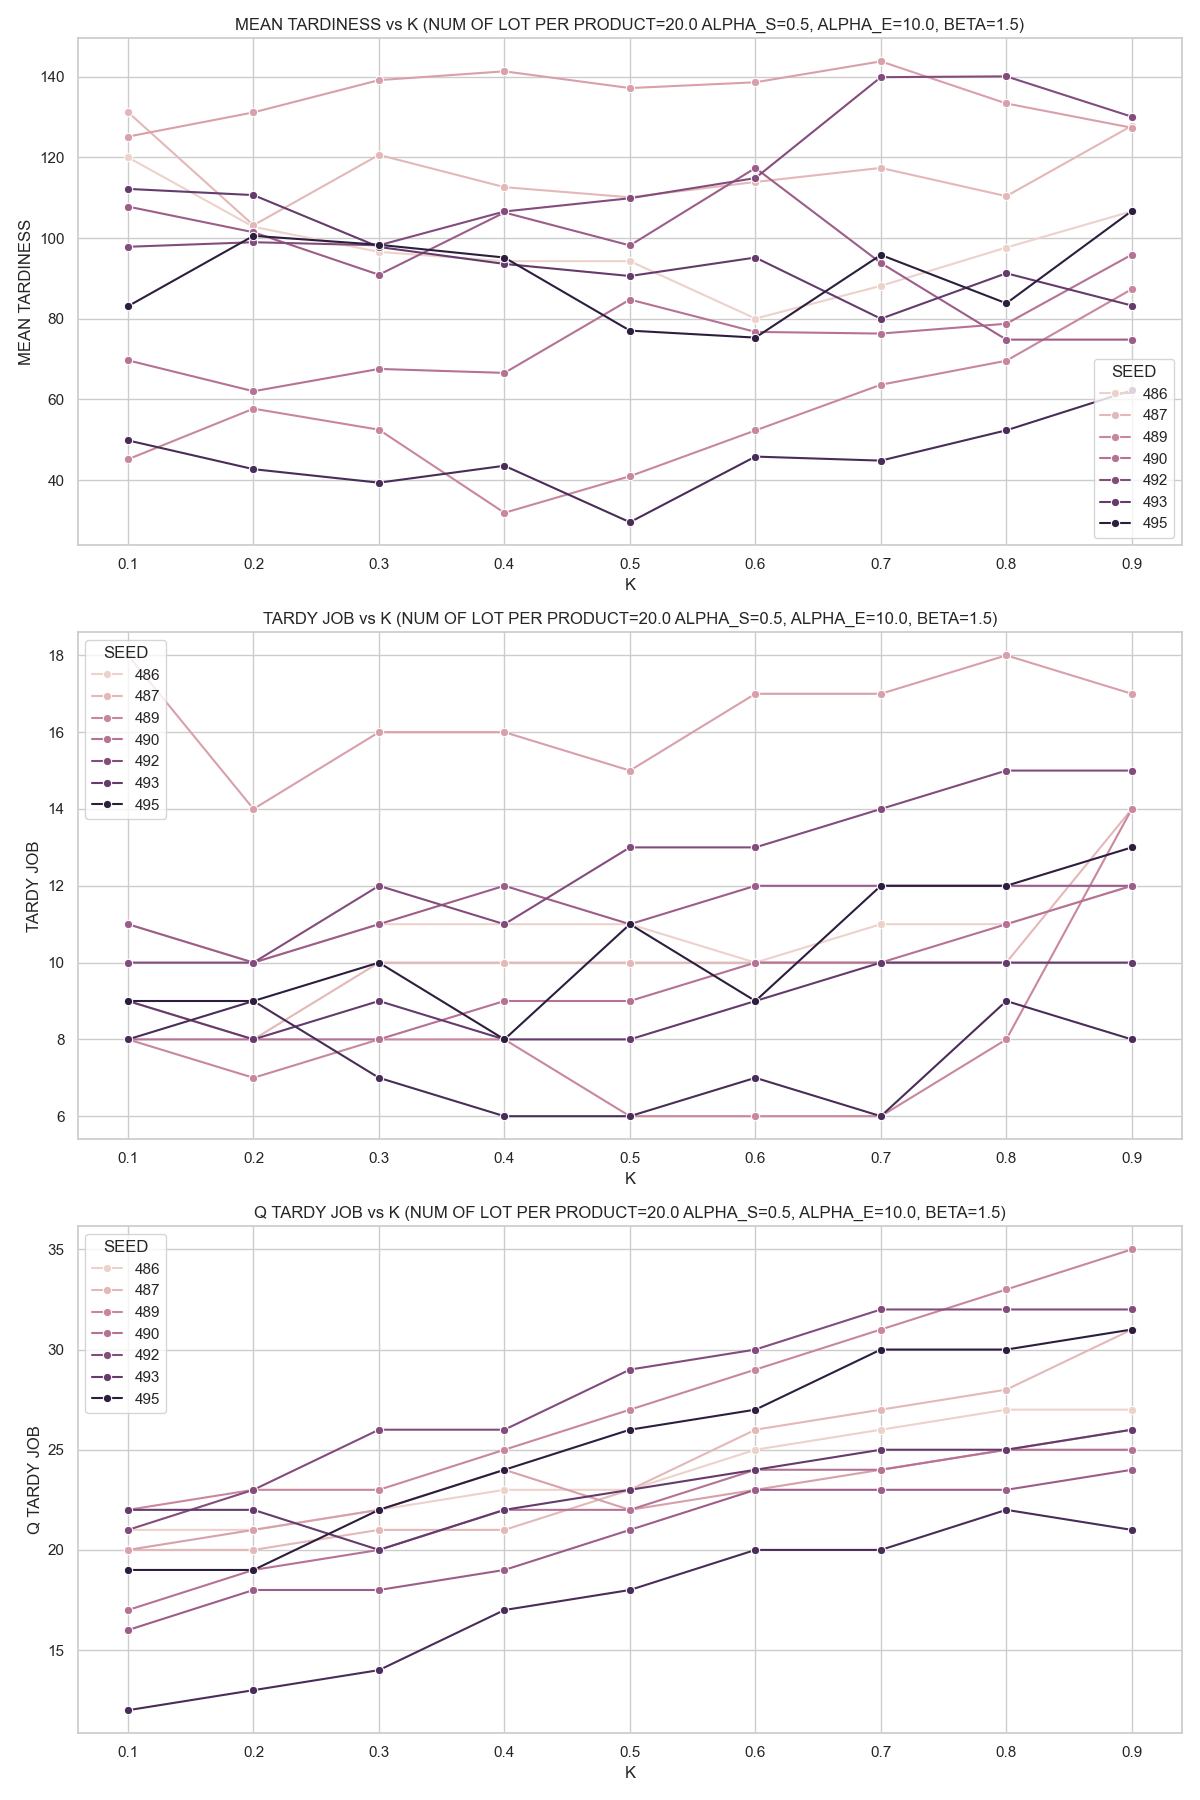 MEAN TARDINESS vs K (NUM OF LOT PER PRODUCT=20.0 ALPHA_S=0.5, ALPHA_E=10.0, BETA=1.5)
MEAN TARDINESS
140
120
100
80
60
40
SEED
486
487
489
490
492
493
495
0.1 0.2 0.3 0.4 0.5 0.6 0.7 0.8 0.9
K
TARDY JOB vs K (NUM OF LOT PER PRODUCT=20.0 ALPHA_S=0.5, ALPHA_E=10.0, BETA=1.5)
TARDY JOB
18
16
14
12
10
8
6
SEED
486
487
489
490
492
493
495
0.1 0.2 0.3 0.4 0.5 0.6 0.7 0.8 0.9
K
Q TARDY JOB vs K (NUM OF LOT PER PRODUCT=20.0 ALPHA_S=0.5, ALPHA_E=10.0, BETA=1.5)
Q TARDY JOB
35
30
25
20
15
SEED
486
487
489
490
492
493
495
0.1 0.2 0.3 0.4 0.5 0.6 0.7 0.8 0.9
K